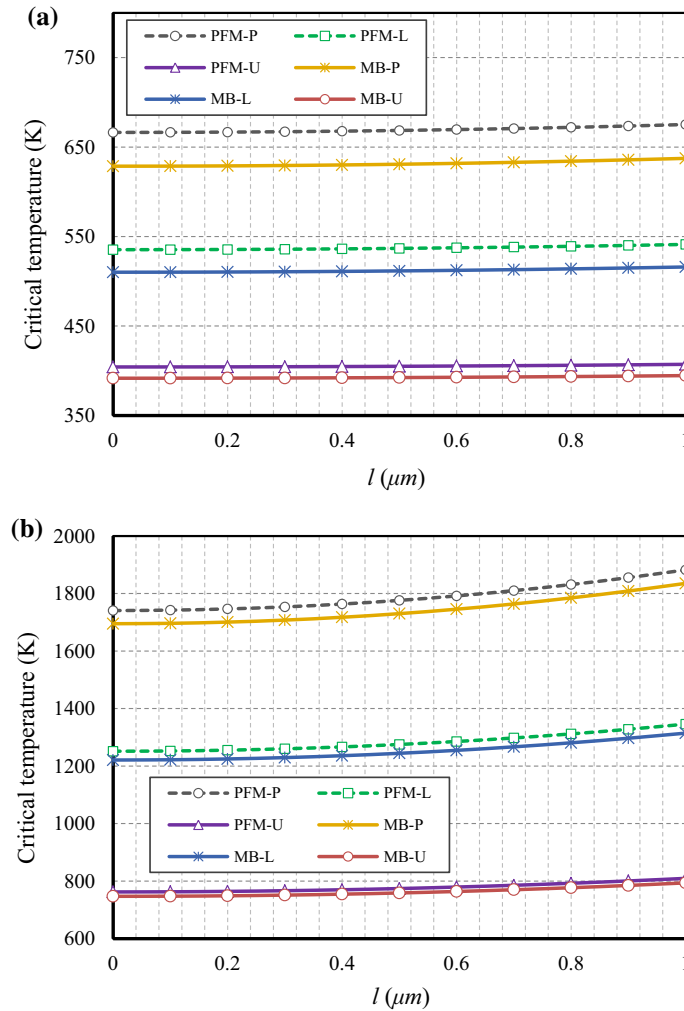 (a)
750
650
550
450
350
Critical temperature (K)
PFM-P PFM-L
PFM-U MB-P
MB-L MB-U
0 0.2 0.4 0.6 0.8 1
l (μm)
(b)
2000
1800
1600
1400
1200
1000
800
600
Critical temperature (K)
PFM-P PFM-L
PFM-U MB-P
MB-L MB-U
0 0.2 0.4 0.6 0.8 1
l (μm)